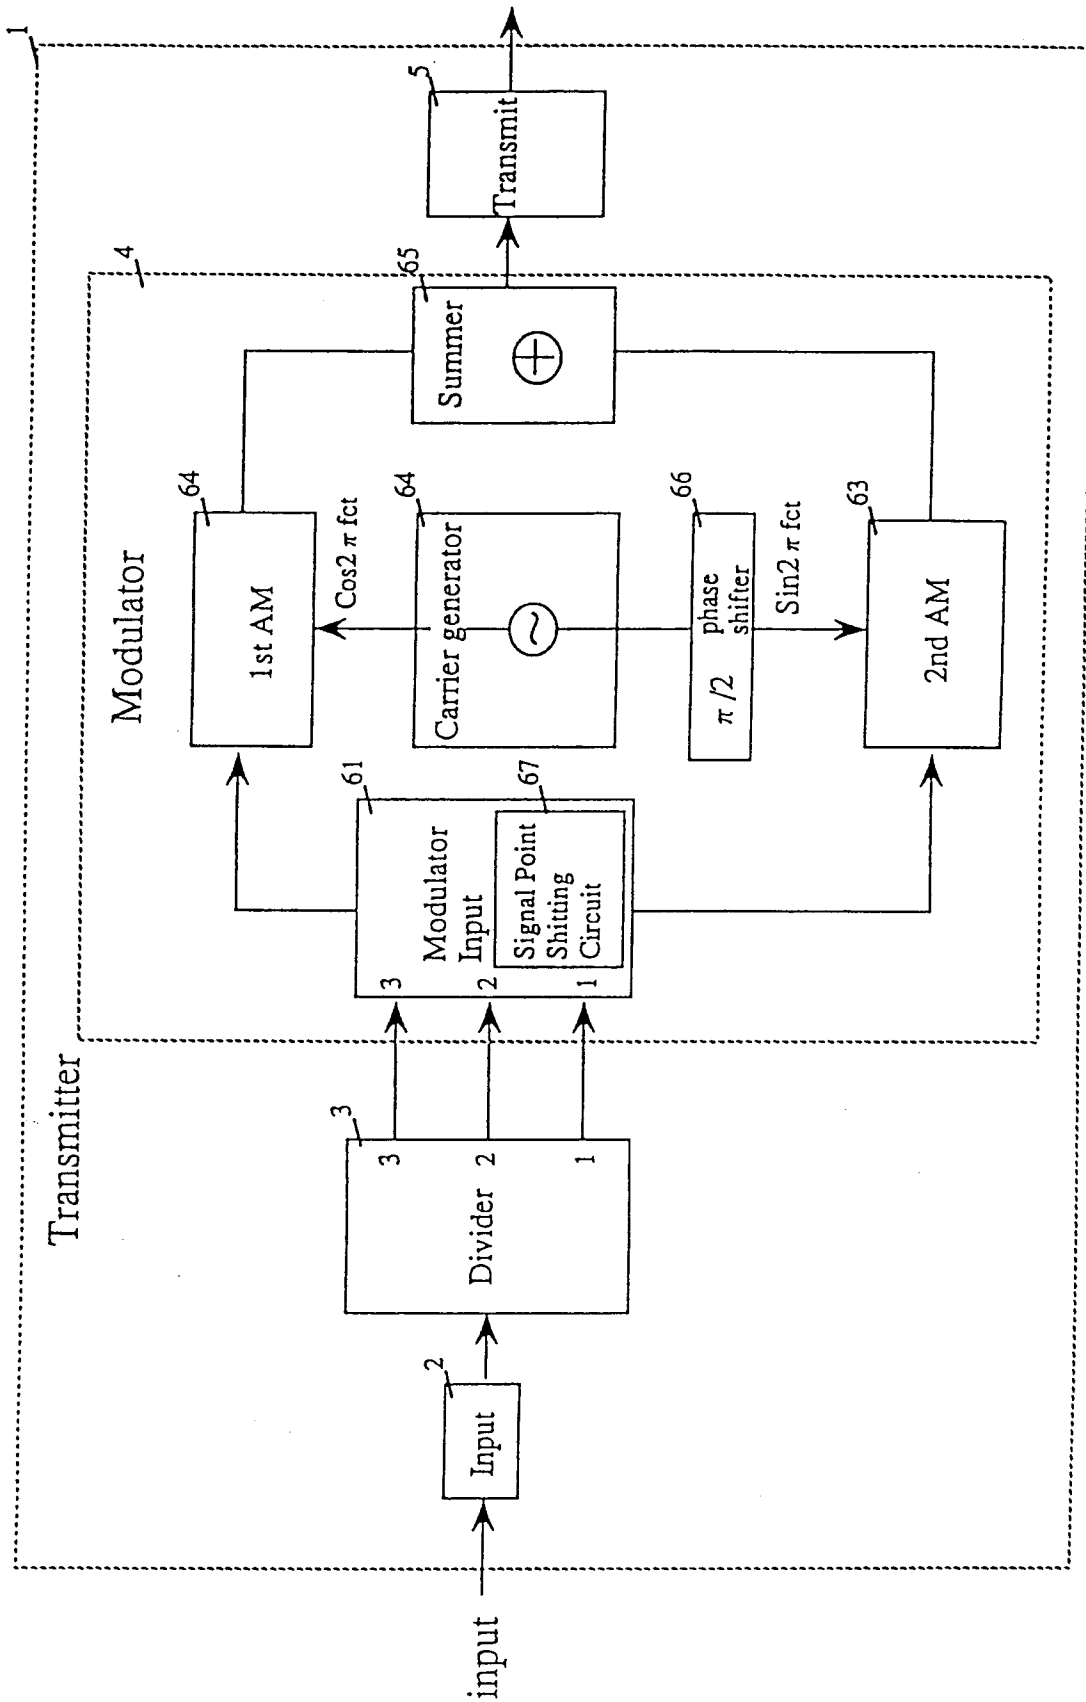 1
Transmitter
Modulator
4
input
Input
2
Divider
3
3
2
1
3
2
1
Modulator
Input
61
Signal Point
Shitting
Circuit
67
1st AM
64
Cos2 π fct
Carrier generator
64
~
π /2
phase
shifter
66
Sin2 π fct
2nd AM
63
Summer
65
+
Transmit
5